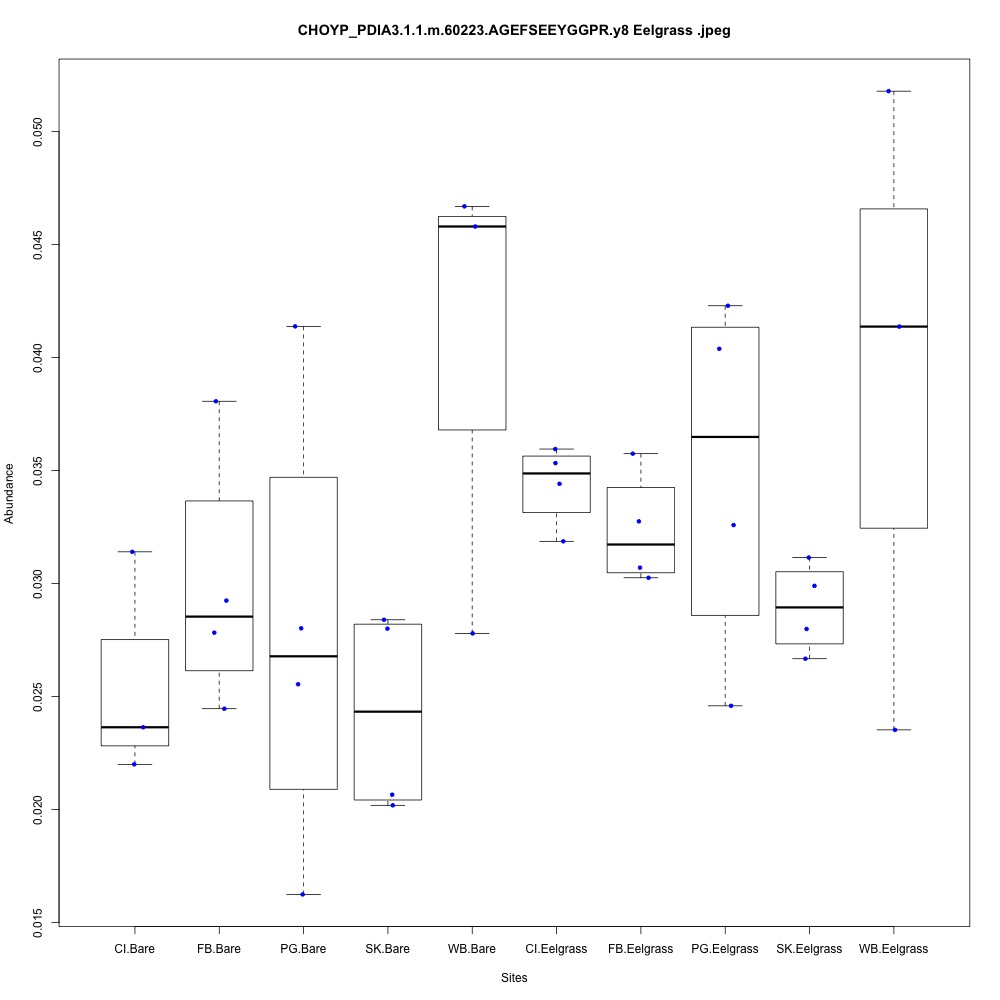 CHOYP_PDIA3.1.1.m.60223.AGEFSEEYGGPR.y8 Eelgrass .jpeg
0.050
0.045
0.040
0.035
0.030
0.025
0.020
0.015
Abundance
CI.Bare FB.Bare PG.Bare SK.Bare WB.Bare CI.Eelgrass FB.Eelgrass PG.Eelgrass SK.Eelgrass WB.Eelgrass
Sites